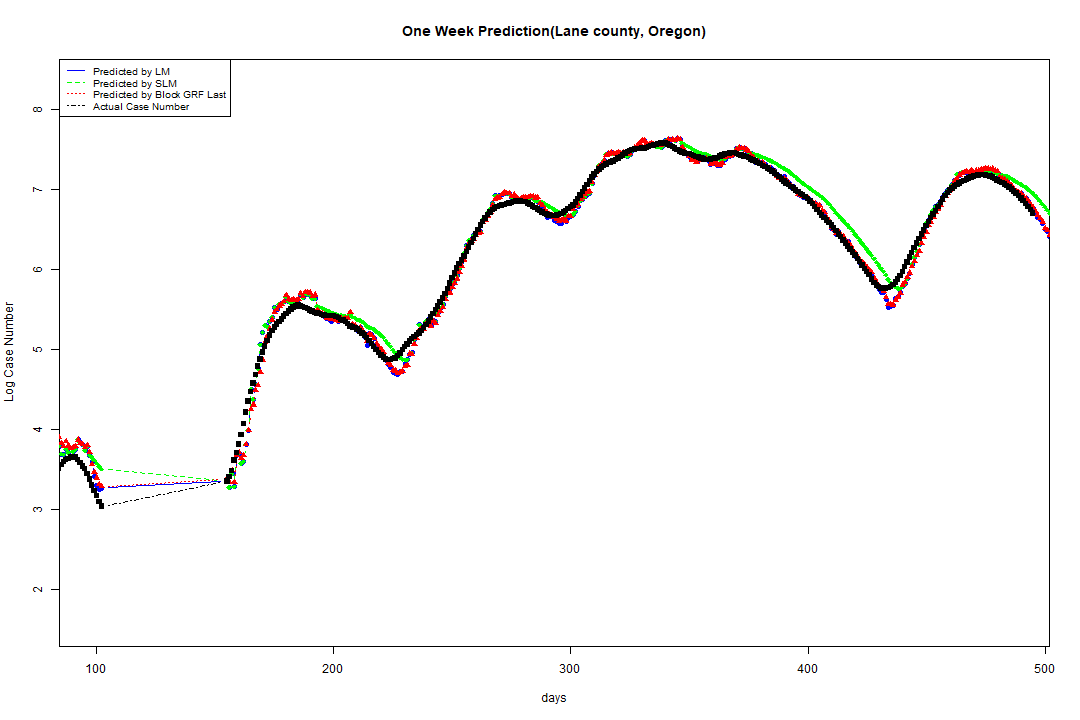 One Week Prediction(Lane county, Oregon)
Predicted by LM
Predicted by SLM
Predicted by Block GRF Last
Actual Case Number
8
7
6
5
4
3
2
Log Case Number
100 200 300 400 500
days